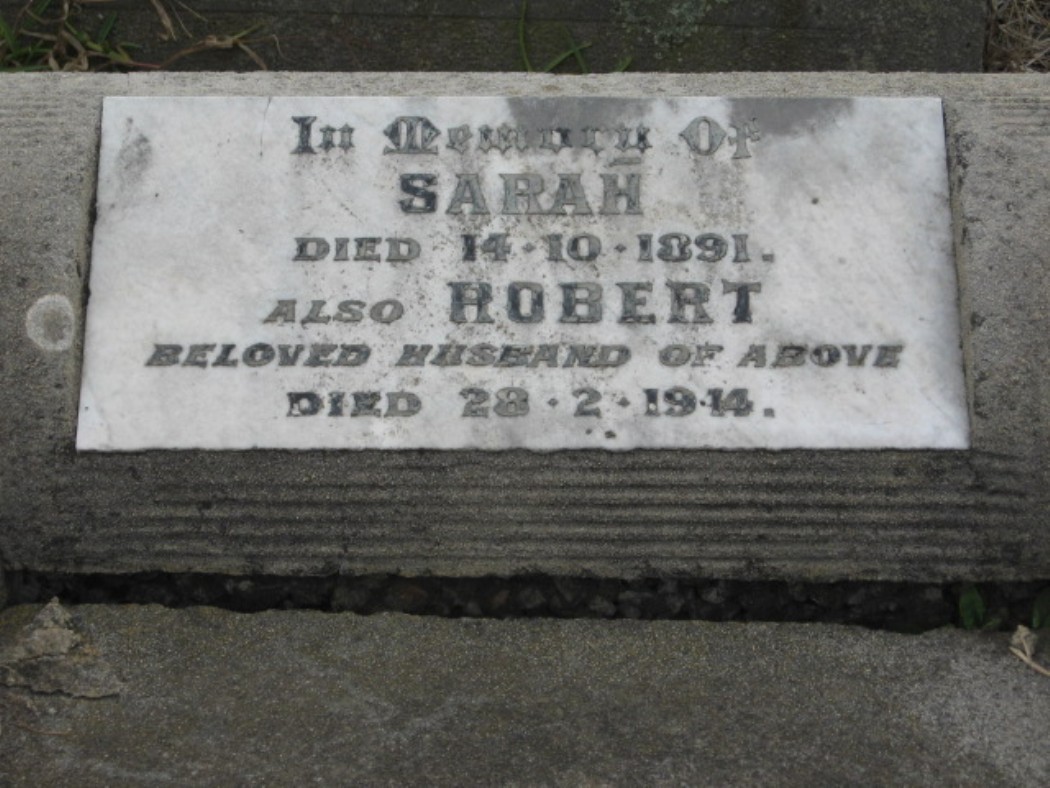 In Memory Of
SARAH
DIED 14·10·1891.
ALSO ROBERT
BELOVED HUSBAND OF ABOVE
DIED 28·2·1914.